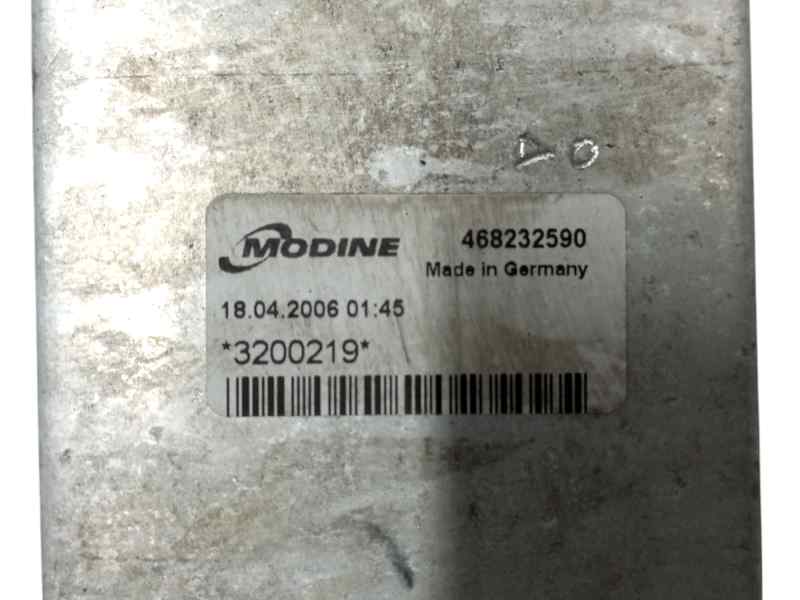 MODINE 468232590
Made in Germany
18.04.2006 01:45
*3200219*